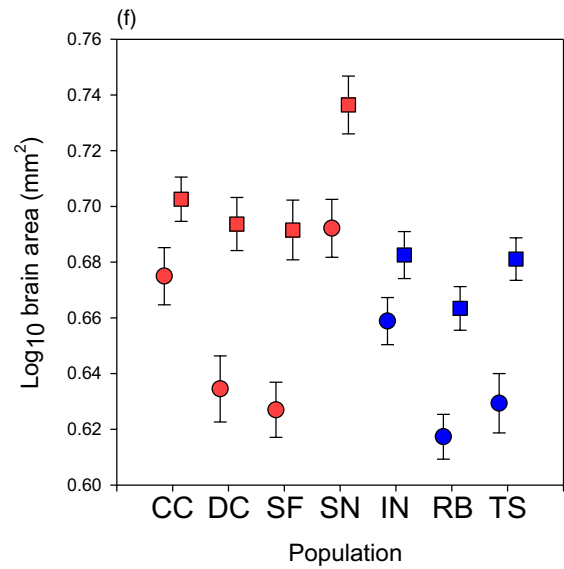 (f)
Log10 brain area (mm2)
0.76
0.74
0.72
0.70
0.68
0.66
0.64
0.62
0.60
CC DC SF SN IN RB TS
Population